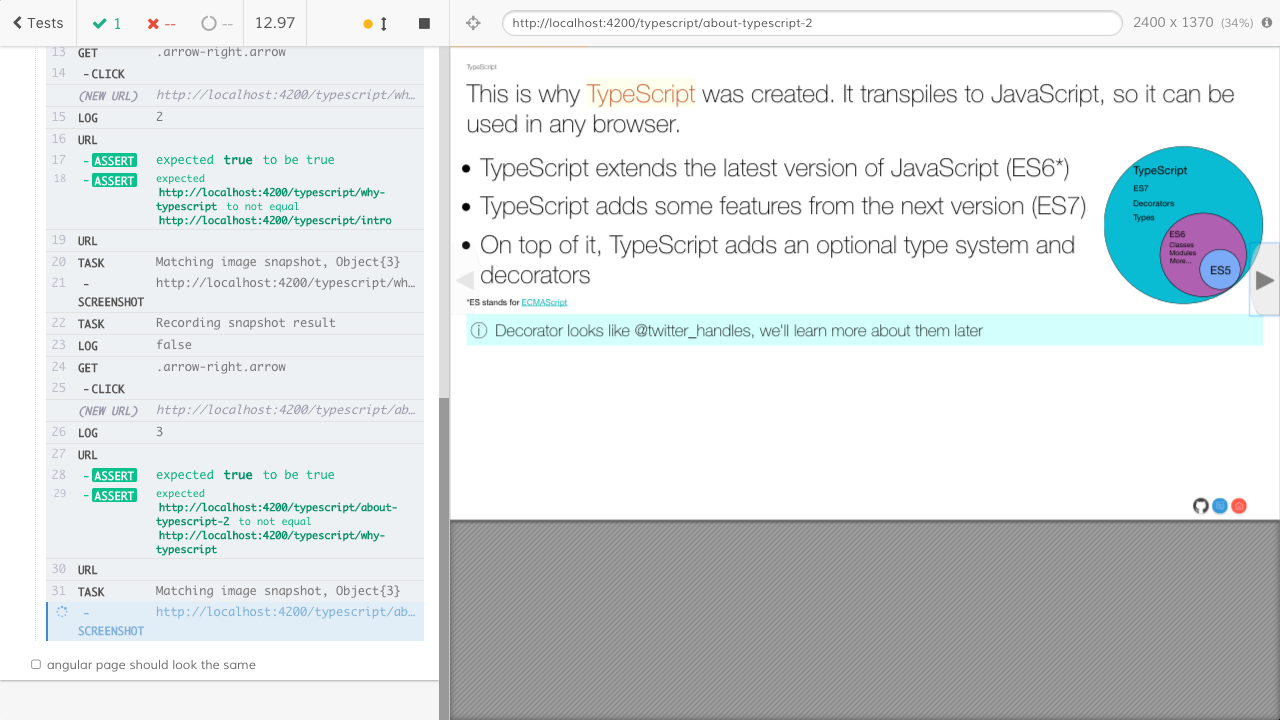 Tests
1
--
--
12.97
http://localhost:4200/typescript/about-typescript-2
2400 x 1370 (34%)
13 GET .arrow-right.arrow
14 - CLICK
(NEW URL) http://localhost:4200/typescript/wh…
15 LOG 2
16 URL
17 - ASSERT expected true to be true
18 - ASSERT expected
http://localhost:4200/typescript/why-
typescript to not equal
http://localhost:4200/typescript/intro
19 URL
20 TASK Matching image snapshot, Object{3}
21 - http://localhost:4200/typescript/wh…
SCREENSHOT
22 TASK Recording snapshot result
23 LOG false
24 GET .arrow-right.arrow
25 - CLICK
(NEW URL) http://localhost:4200/typescript/ab…
26 LOG 3
27 URL
28 - ASSERT expected true to be true
29 - ASSERT expected
http://localhost:4200/typescript/about-
typescript-2 to not equal
http://localhost:4200/typescript/why-
typescript
30 URL
31 TASK Matching image snapshot, Object{3}
- http://localhost:4200/typescript/ab…
SCREENSHOT
angular page should look the same
TypeScript
This is why TypeScript was created. It transpiles to JavaScript, so it can be
used in any browser.
• TypeScript extends the latest version of JavaScript (ES6*)
• TypeScript adds some features from the next version (ES7)
• On top of it, TypeScript adds an optional type system and
decorators
*ES stands for ECMAScript
TypeScript
ES7
Decorators
Types
ES6
Classes
Modules
More...
ES5
Decorator looks like @twitter_handles, we'll learn more about them later